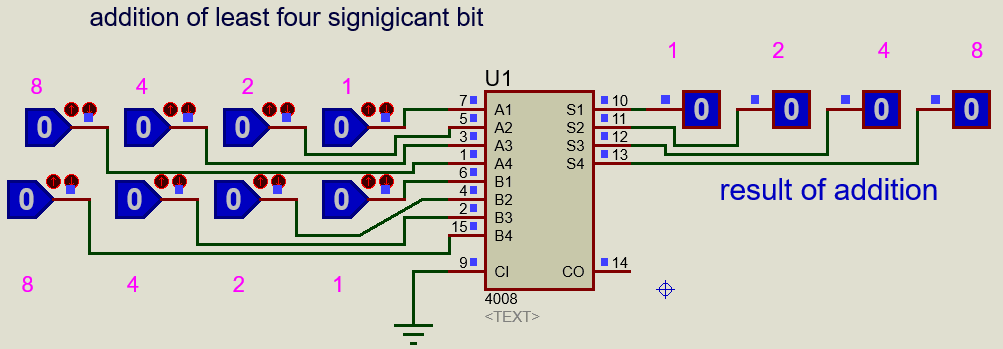 addition of least four signigicant bit
8 4 2 1
1 2 4 8
U1
0 0 0 0
0 0 0 0
0 0 0 0
7 A1 S1 10
5 A2 S2 11
3 A3 S3 12
1 A4 S4 13
6 B1
4 B2
2 B3
15 B4
9 CI CO 14
result of addition
8 4 2 1
4008
<TEXT>